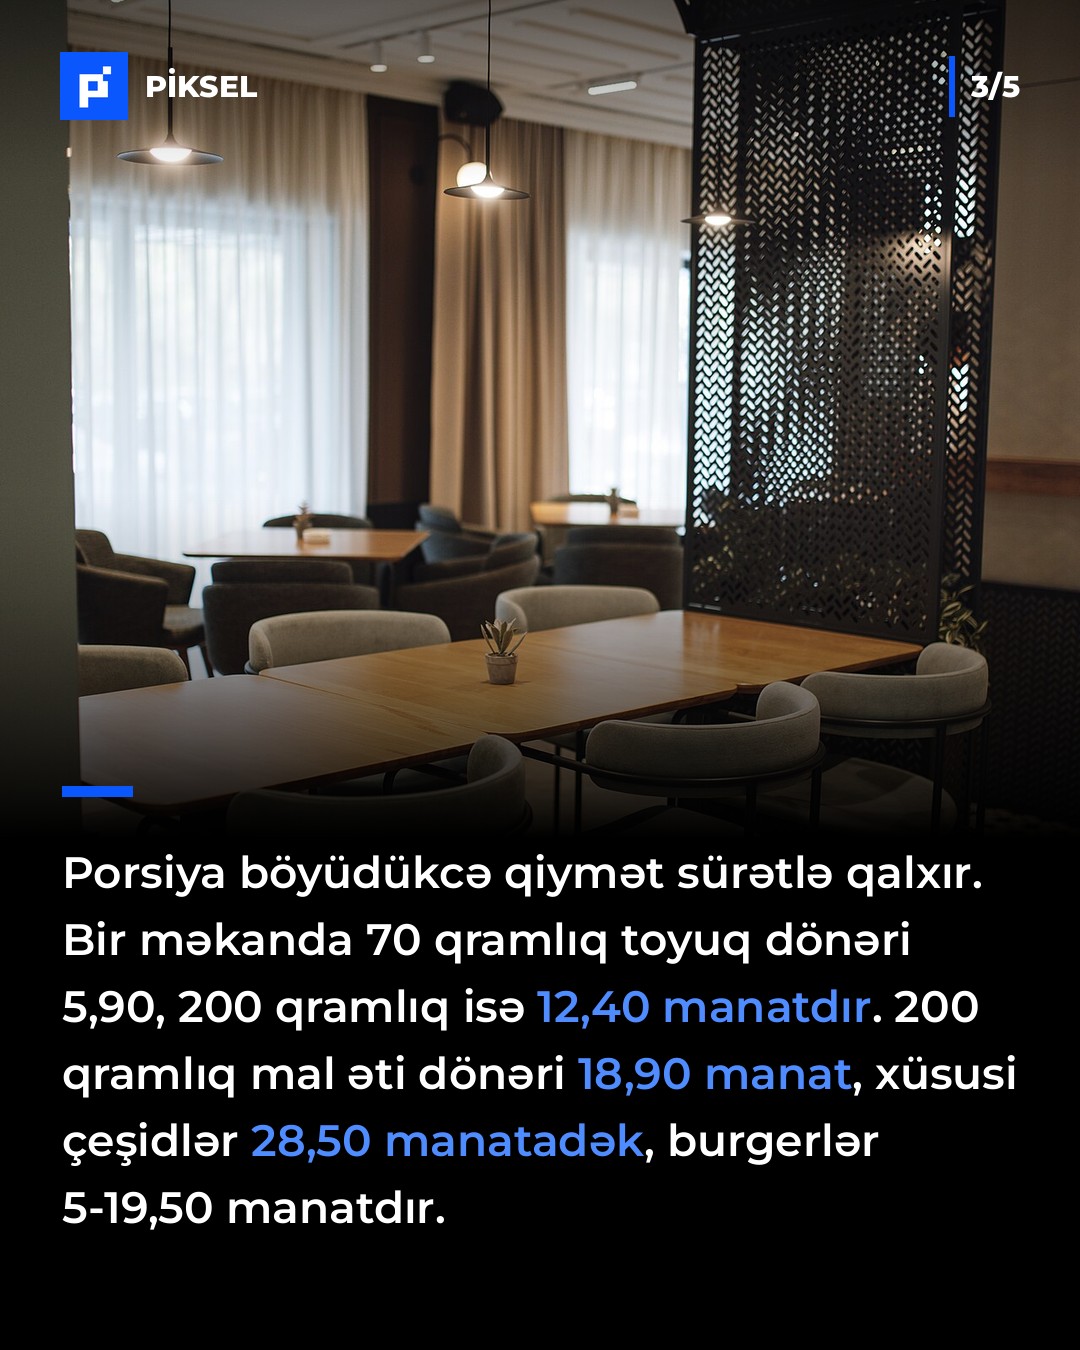 PİKSEL
3/5
Porsiya böyüdükcə qiymət sürətlə qalxır.
Bir məkanda 70 qramlıq toyuq dönəri
5,90, 200 qramlıq isə 12,40 manatdır. 200
qramlıq mal əti dönəri 18,90 manat, xüsusi
çeşidlər 28,50 manatadək, burgerlər
5-19,50 manatdır.